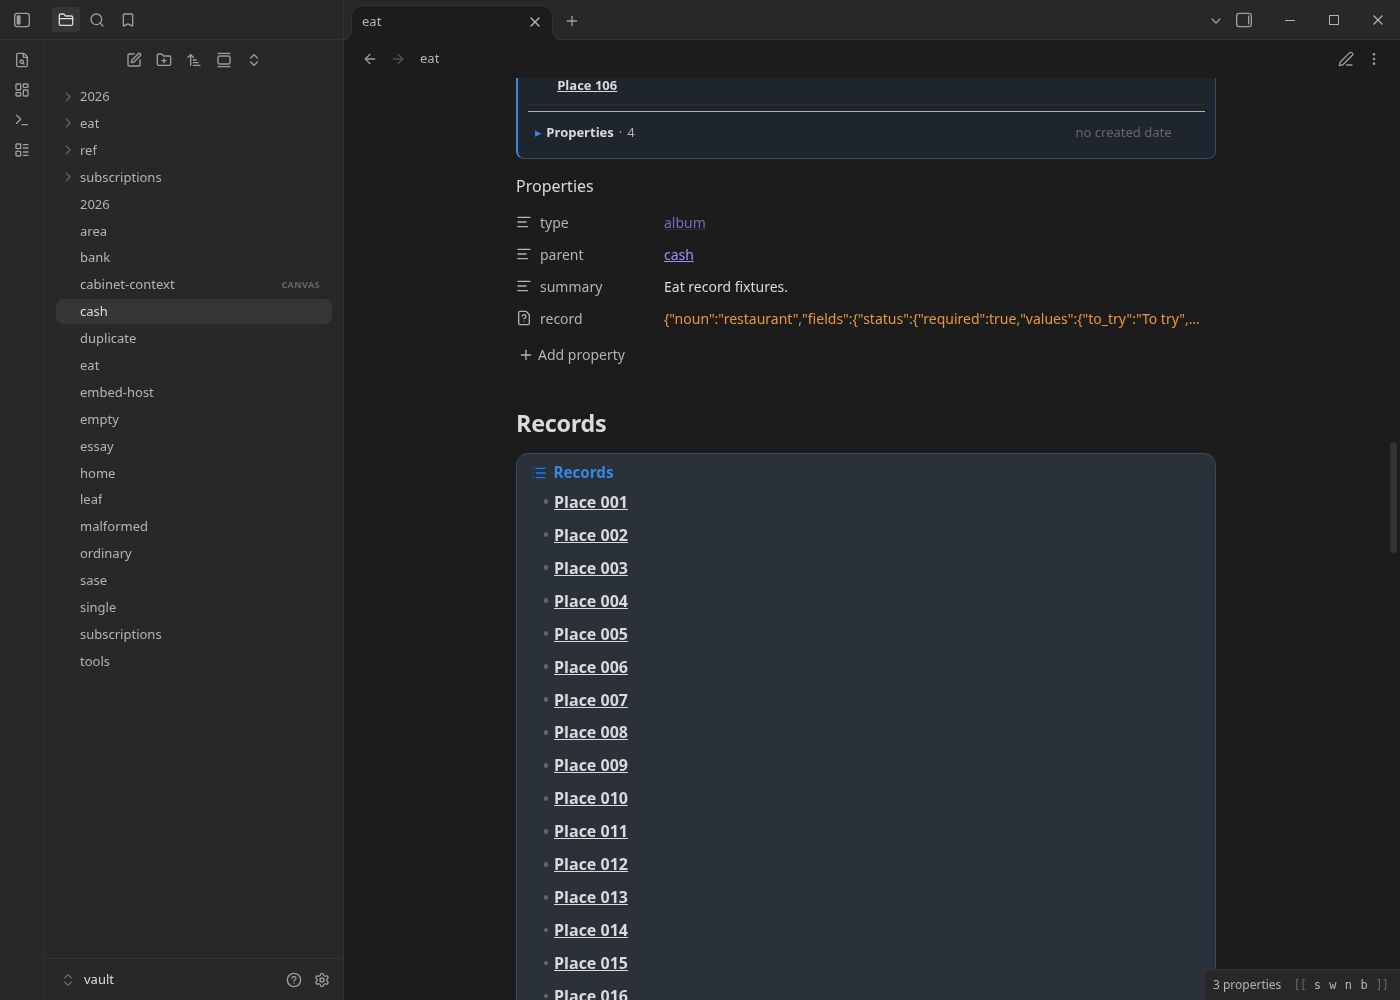 eat
eat
2026
eat
ref
subscriptions
2026
area
bank
cabinet-context CANVAS
cash
duplicate
eat
embed-host
empty
essay
home
leaf
malformed
ordinary
sase
single
subscriptions
tools
vault
Place 106
Properties · 4 no created date
Properties
type album
parent cash
summary Eat record fixtures.
record {"noun":"restaurant","fields":{"status":{"required":true,"values":{"to_try":"To try",...
Add property
Records
Records
Place 001
Place 002
Place 003
Place 004
Place 005
Place 006
Place 007
Place 008
Place 009
Place 010
Place 011
Place 012
Place 013
Place 014
Place 015
Place 016
3 properties [[ s w n b ]]